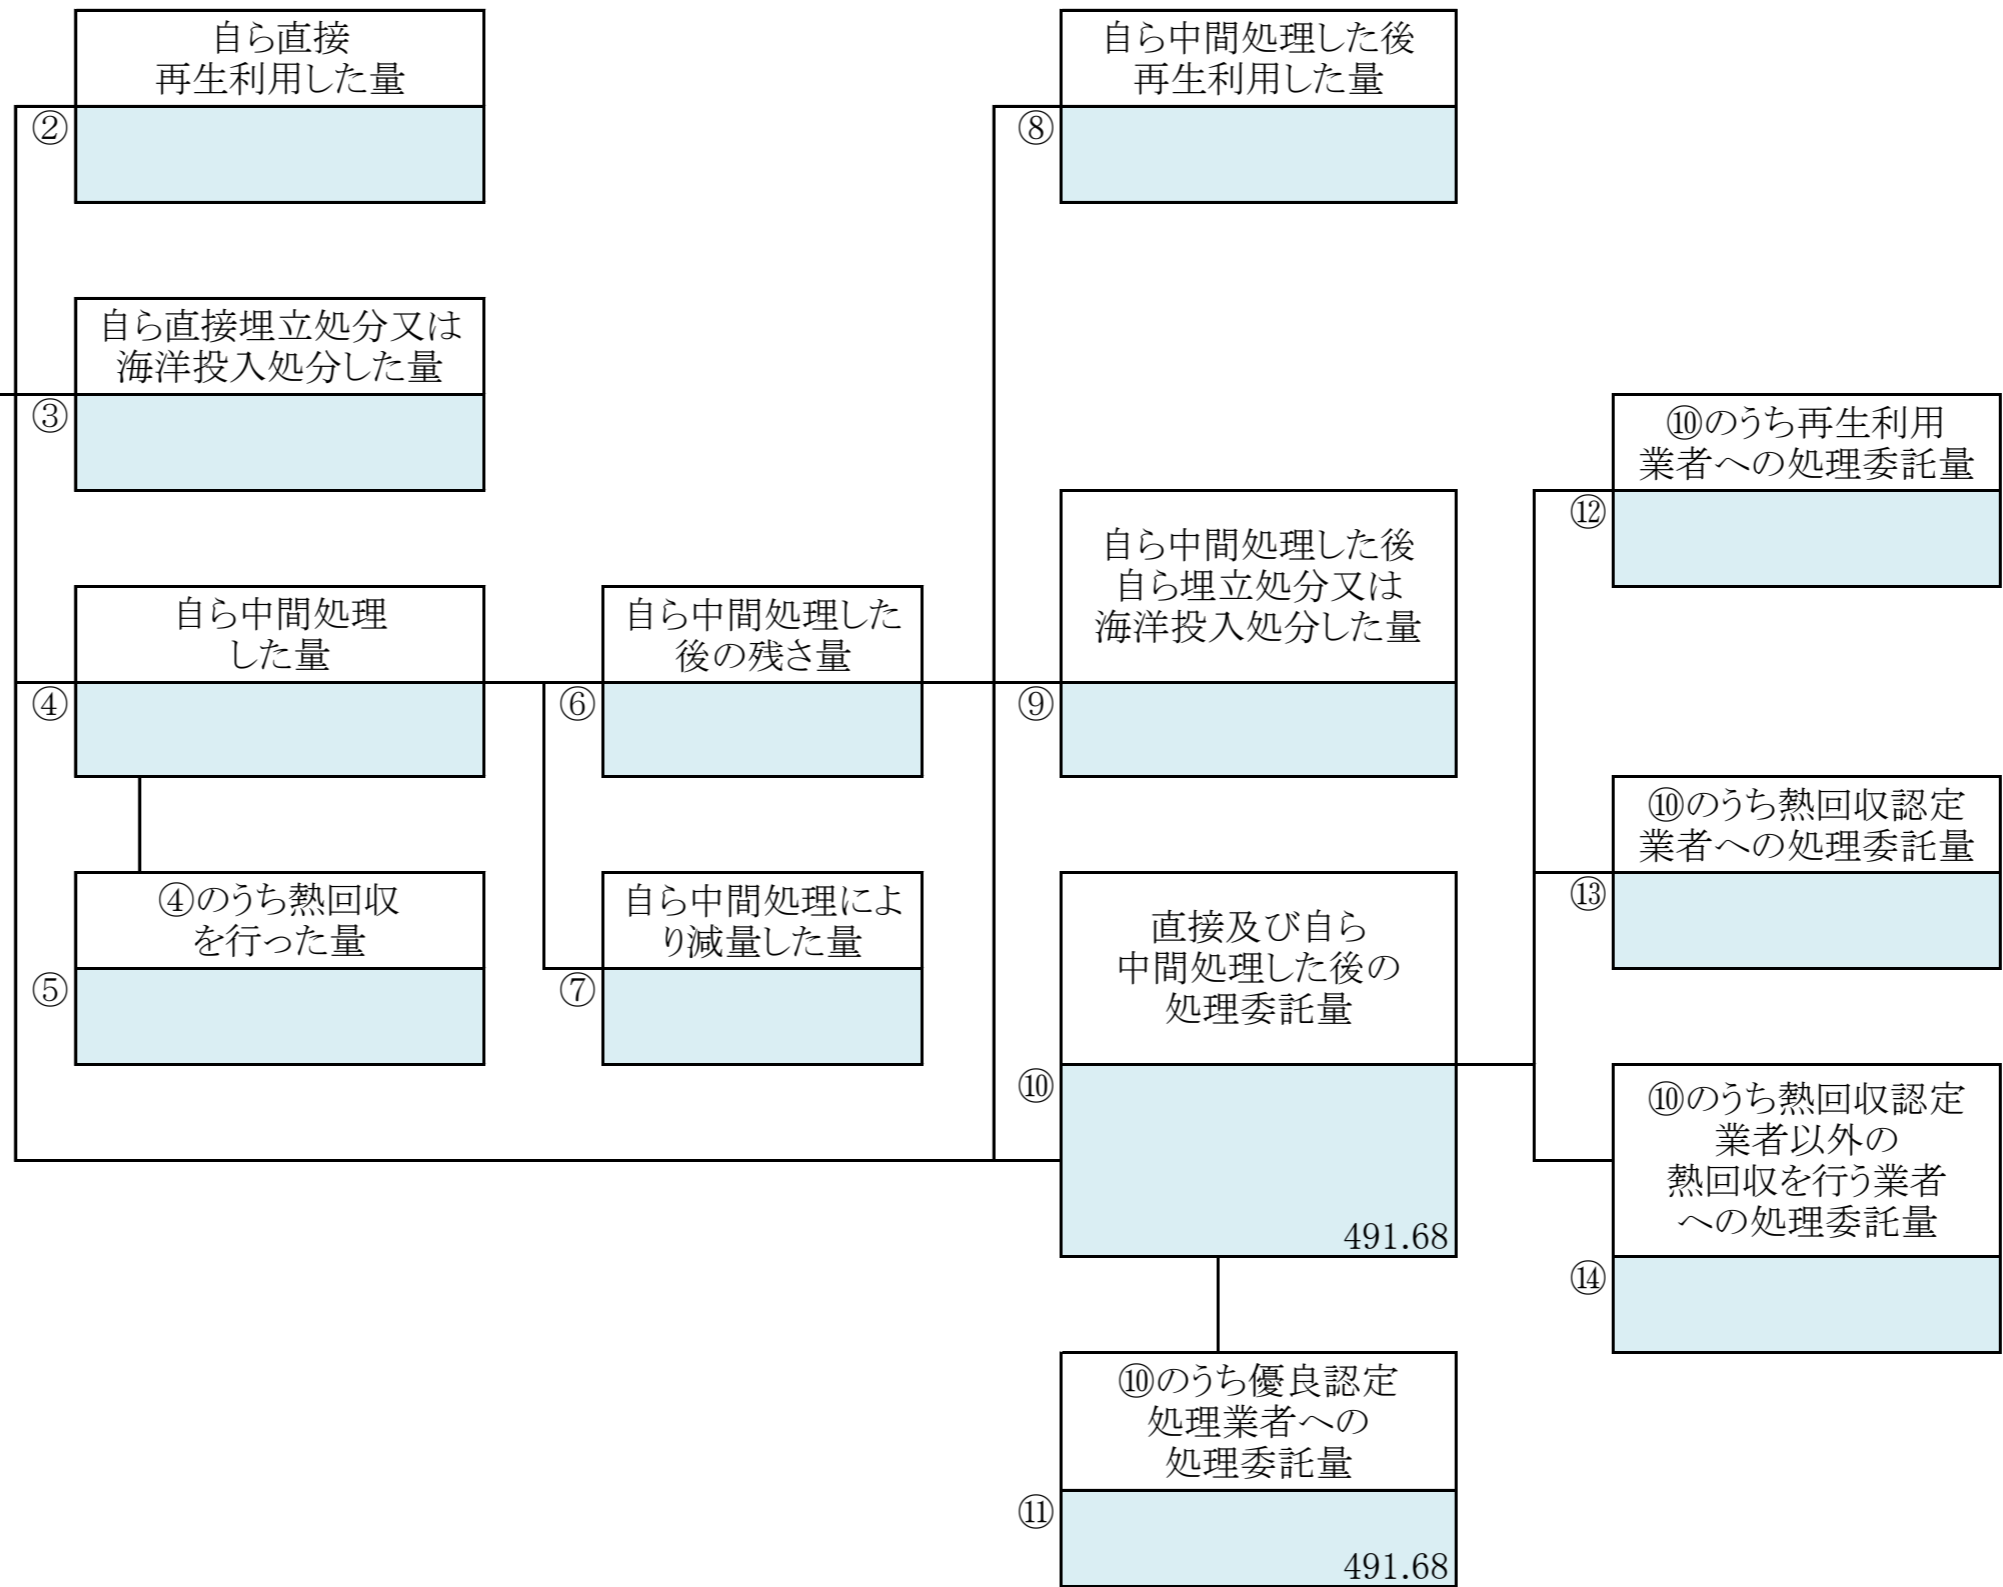 自ら直接
再生利用した量
②
自ら中間処理した後
再生利用した量
⑧
自ら直接埋立処分又は
海洋投入処分した量
③
⑩のうち再生利用
業者への処理委託量
⑫
自ら中間処理した後
自ら埋立処分又は
海洋投入処分した量
⑨
自ら中間処理
した量
④
自ら中間処理した
後の残さ量
⑥
⑩のうち熱回収認定
業者への処理委託量
⑬
④のうち熱回収
を行った量
⑤
自ら中間処理によ
り減量した量
⑦
直接及び自ら
中間処理した後の
処理委託量
⑩
491.68
⑩のうち熱回収認定
業者以外の
熱回収を行う業者
への処理委託量
⑭
⑩のうち優良認定
処理業者への
処理委託量
⑪
491.68